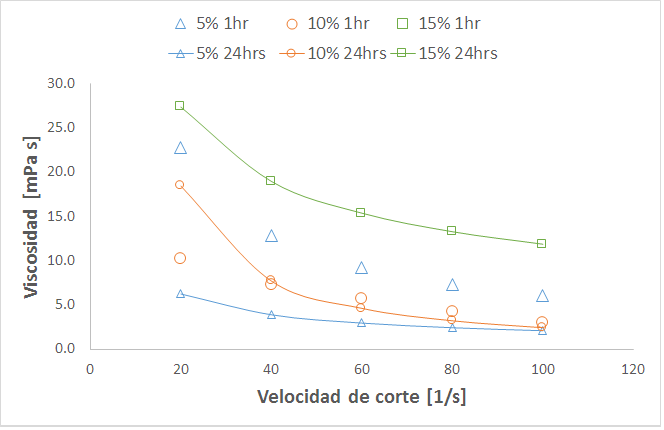 5% 1hr 10% 1hr 15% 1hr
5% 24hrs 10% 24hrs 15% 24hrs
30.0
25.0
20.0
15.0
10.0
5.0
0.0
Viscosidad [mPa s]
0 20 40 60 80 100 120
Velocidad de corte [1/s]